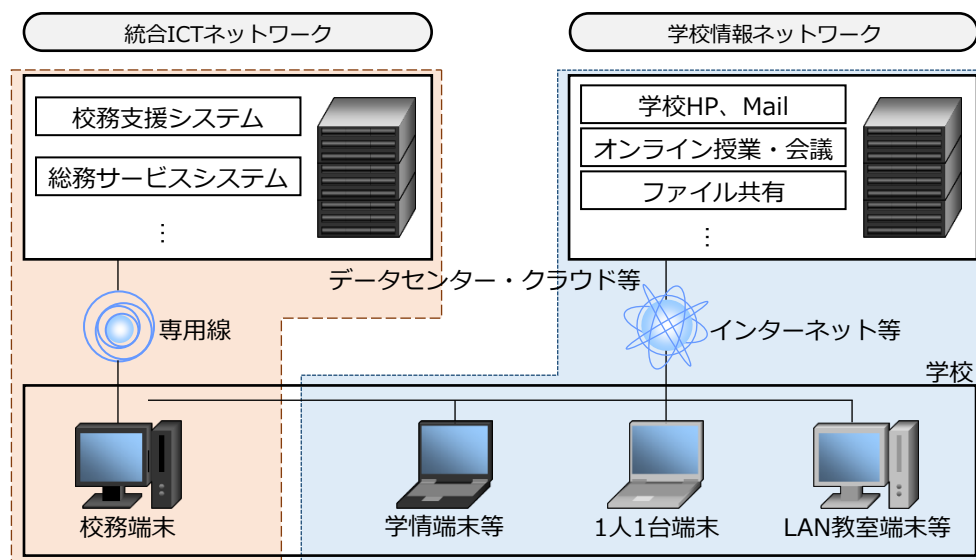 統合ICTネットワーク
学校情報ネットワーク
校務支援システム
総務サービスシステム
⋮
学校HP、Mail
オンライン授業・会議
ファイル共有
⋮
データセンター・クラウド等
専用線
インターネット等
学校
校務端末
学情端末等
1人1台端末
LAN教室端末等